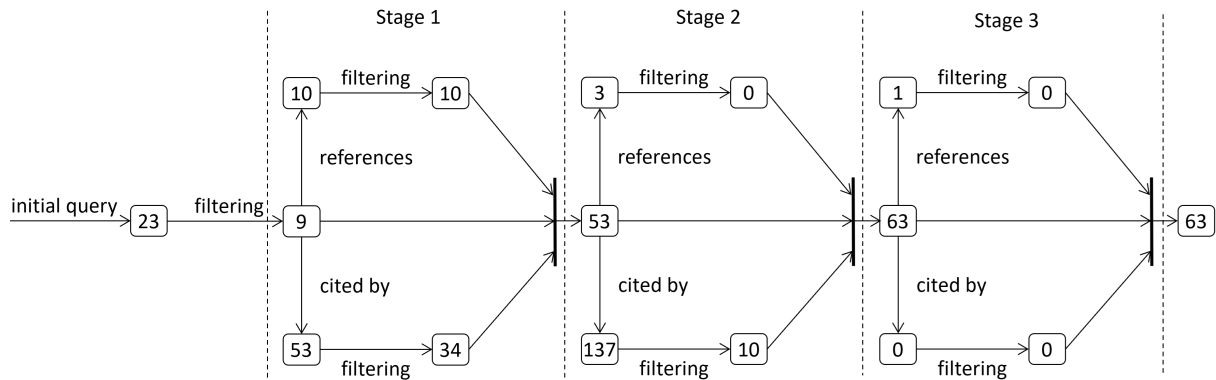 Stage 1
Stage 2
Stage 3
filtering
filtering
filtering
10
10
3
0
1
0
references
references
references
initial query
23
filtering
9
53
63
63
cited by
cited by
cited by
53
34
137
10
0
0
filtering
filtering
filtering